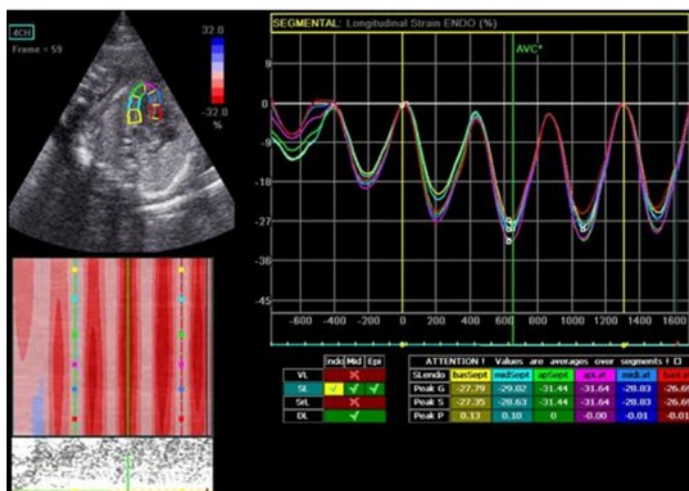 4CH
Frame = 59
32.0
-32.0
%
SEGMENTAL: Longitudinal Strain ENDO (%)
AVC*
9
0
-9
-18
-27
-36
-45
-600 -400 -200 0 200 400 600 800 1000 1200 1400 1600
Endo Mid Epi
VL
SL
SrL
DL
ATTENTION ! Values are averages over segments !
SLendo basSept midSept apSept apLat midLat basLat
Peak G -27.79 -29.02 -31.44 -31.64 -28.83 -26.69
Peak S -27.35 -28.63 -31.44 -31.64 -28.83 -26.69
Peak P 0.13 0.10 0 -0.00 -0.01 -0.01